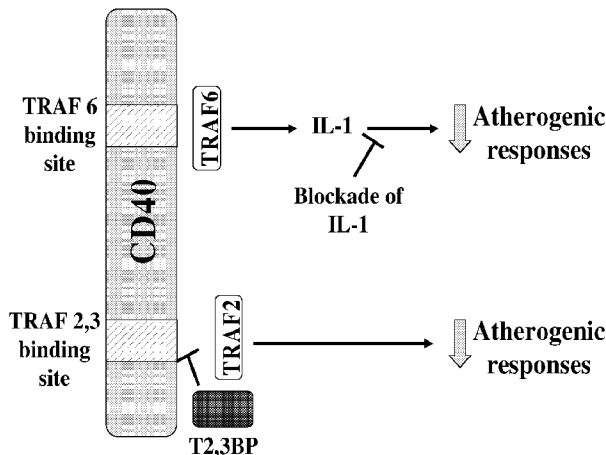 TRAF 6
binding
site
CD40
TRAF6
IL-1
Atherogenic
responses
Blockade of
IL-1
TRAF 2,3
binding
site
TRAF2
Atherogenic
responses
T2,3BP